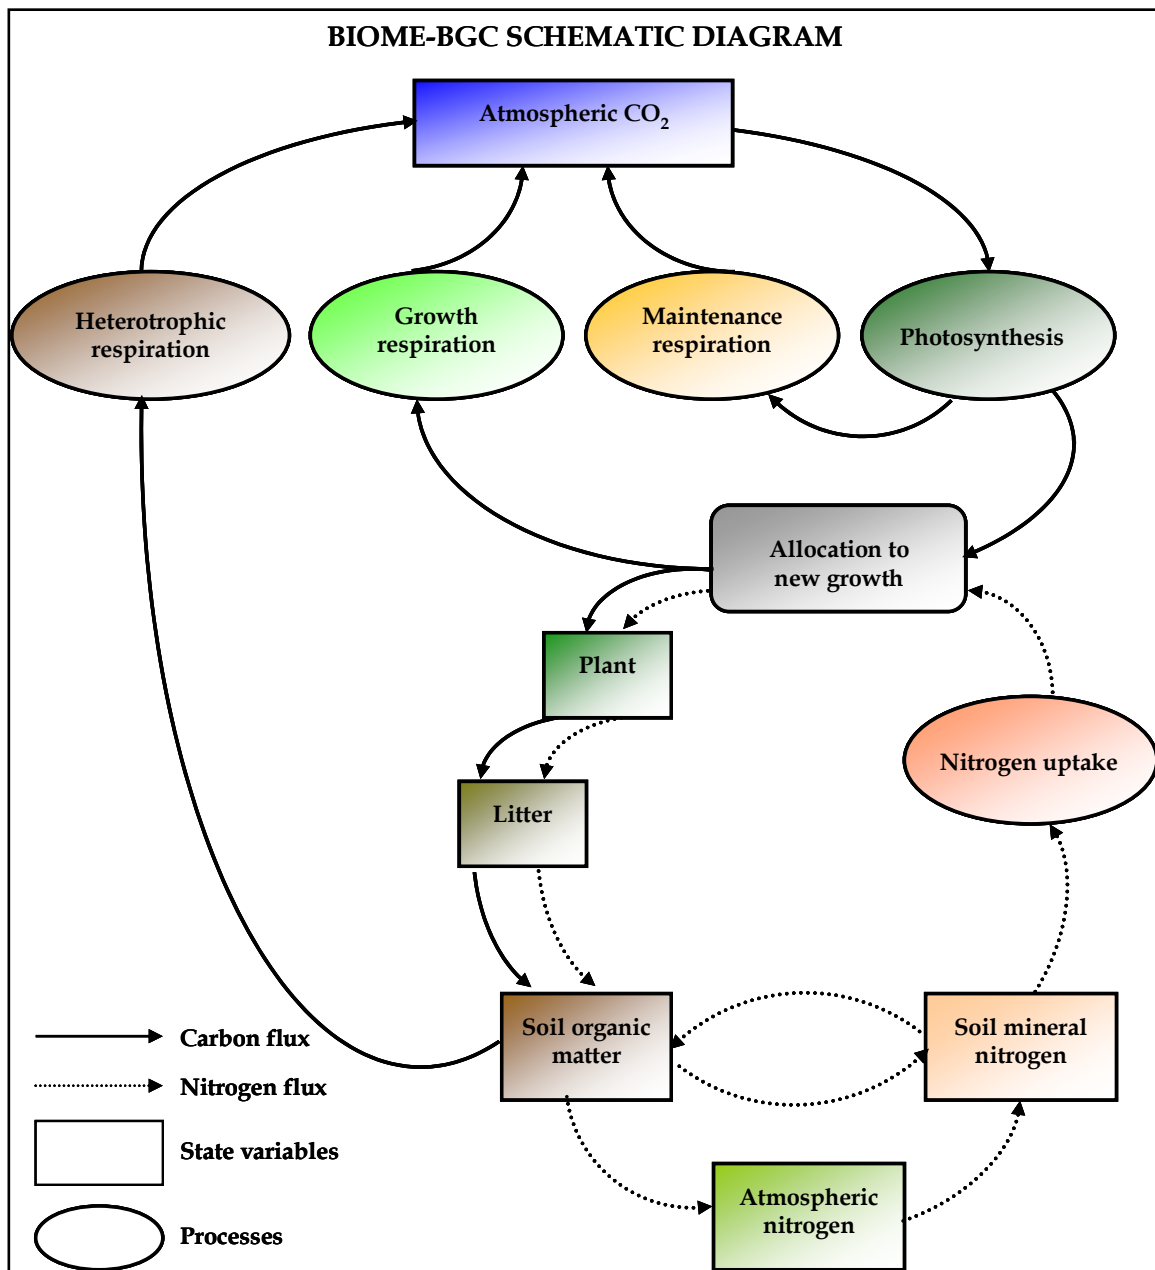 BIOME-BGC SCHEMATIC DIAGRAM
Atmospheric CO₂
Heterotrophic
respiration
Growth
respiration
Maintenance
respiration
Photosynthesis
Allocation to
new growth
Plant
Nitrogen uptake
Litter
Soil organic
matter
Soil mineral
nitrogen
Carbon flux
Nitrogen flux
State variables
Atmospheric
nitrogen
Processes